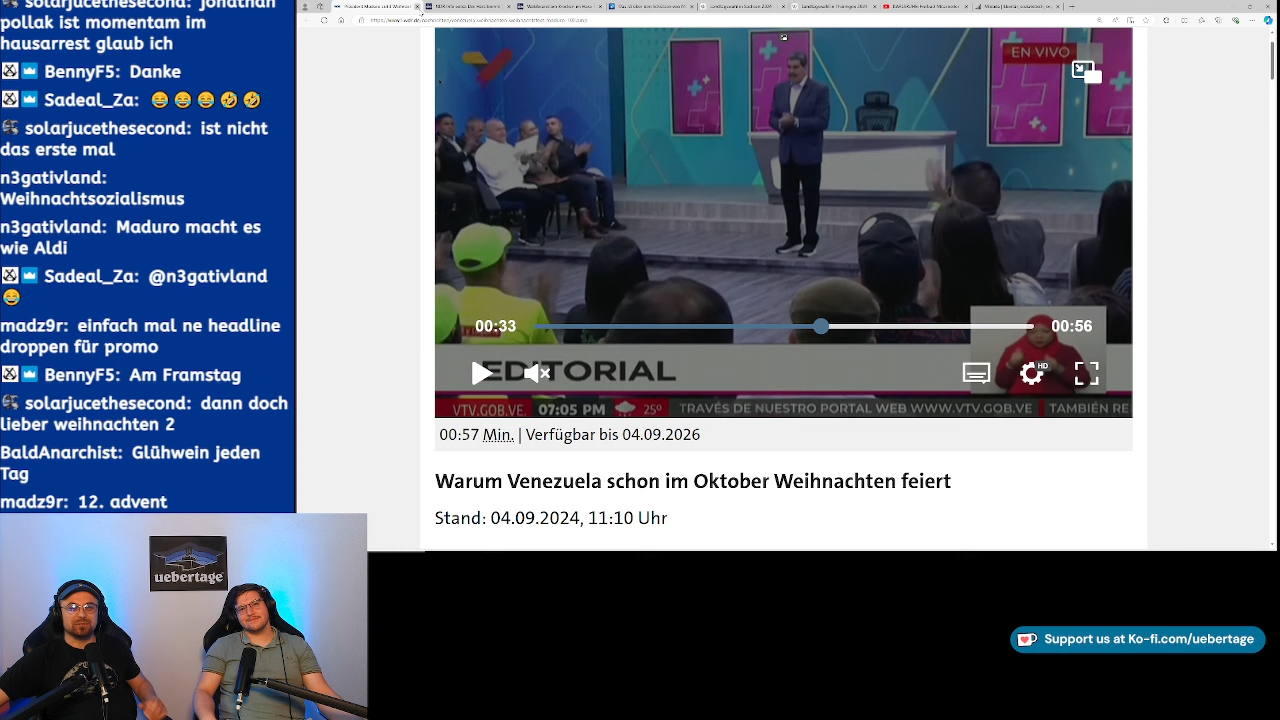 solarjucethesecond: jonathan
pollak ist momentam im
hausarrest glaub ich
BennyF5: Danke
Sadeal_Za: 😂😂😂🤣🤣
solarjucethesecond: ist nicht
das erste mal
n3gativland:
Weihnachtsozialismus
n3gativland: Maduro macht es
wie Aldi
Sadeal_Za: @n3gativland
😂
madz9r: einfach mal ne headline
droppen für promo
BennyF5: Am Framstag
solarjucethesecond: dann doch
lieber weihnachten 2
BaldAnarchist: Glühwein jeden
Tag
madz9r: 12. advent
EN VIVO
00:33
00:56
EDITORIAL
HD
VTV.GOB.VE. 07:05 PM 25° TRAVÉS DE NUESTRO PORTAL WEB WWW.VTV.GOB.VE TAMBIÉN RE
00:57 Min. | Verfügbar bis 04.09.2026
Warum Venezuela schon im Oktober Weihnachten feiert
Stand: 04.09.2024, 11:10 Uhr
uebertage
Support us at Ko-fi.com/uebertage